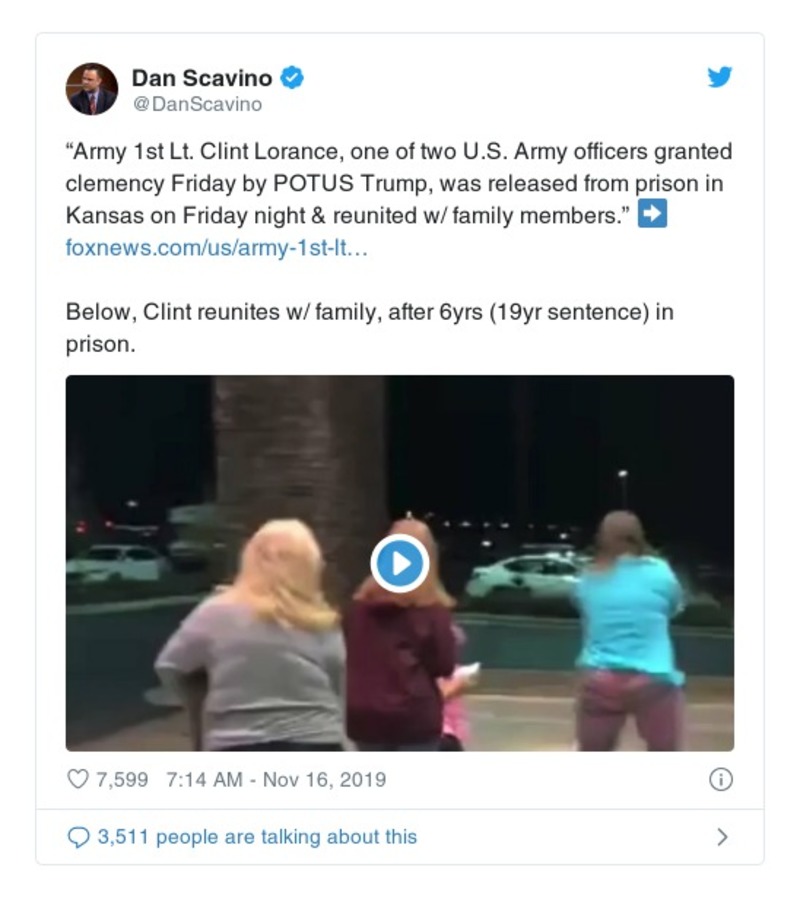 Dan Scavino
@DanScavino
“Army 1st Lt. Clint Lorance, one of two U.S. Army officers granted
clemency Friday by POTUS Trump, was released from prison in
Kansas on Friday night & reunited w/ family members.” ➡
foxnews.com/us/army-1st-lt…
Below, Clint reunites w/ family, after 6yrs (19yr sentence) in
prison.
7,599 7:14 AM - Nov 16, 2019
3,511 people are talking about this